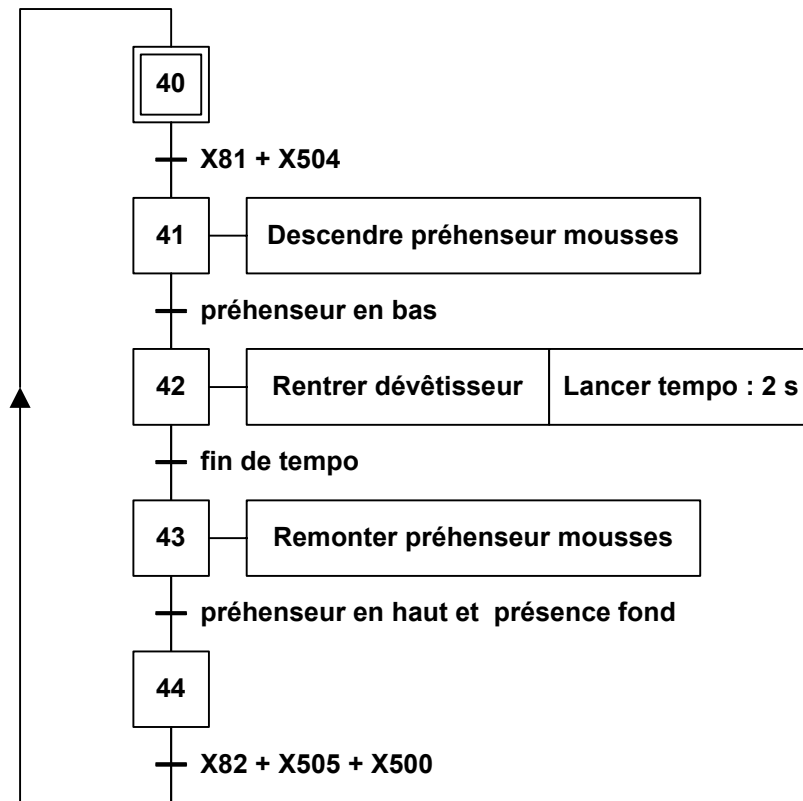 40
X81 + X504
41 Descendre préhenseur mousses
préhenseur en bas
42 Rentrer dévêtisseur Lancer tempo : 2 s
fin de tempo
43 Remonter préhenseur mousses
préhenseur en haut et présence fond
44
X82 + X505 + X500